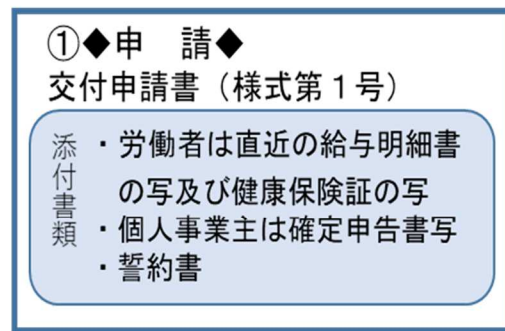 ①◆申　請◆
交付申請書（様式第１号）
添付書類
・労働者は直近の給与明細書
の写及び健康保険証の写
・個人事業主は確定申告書写
・誓約書